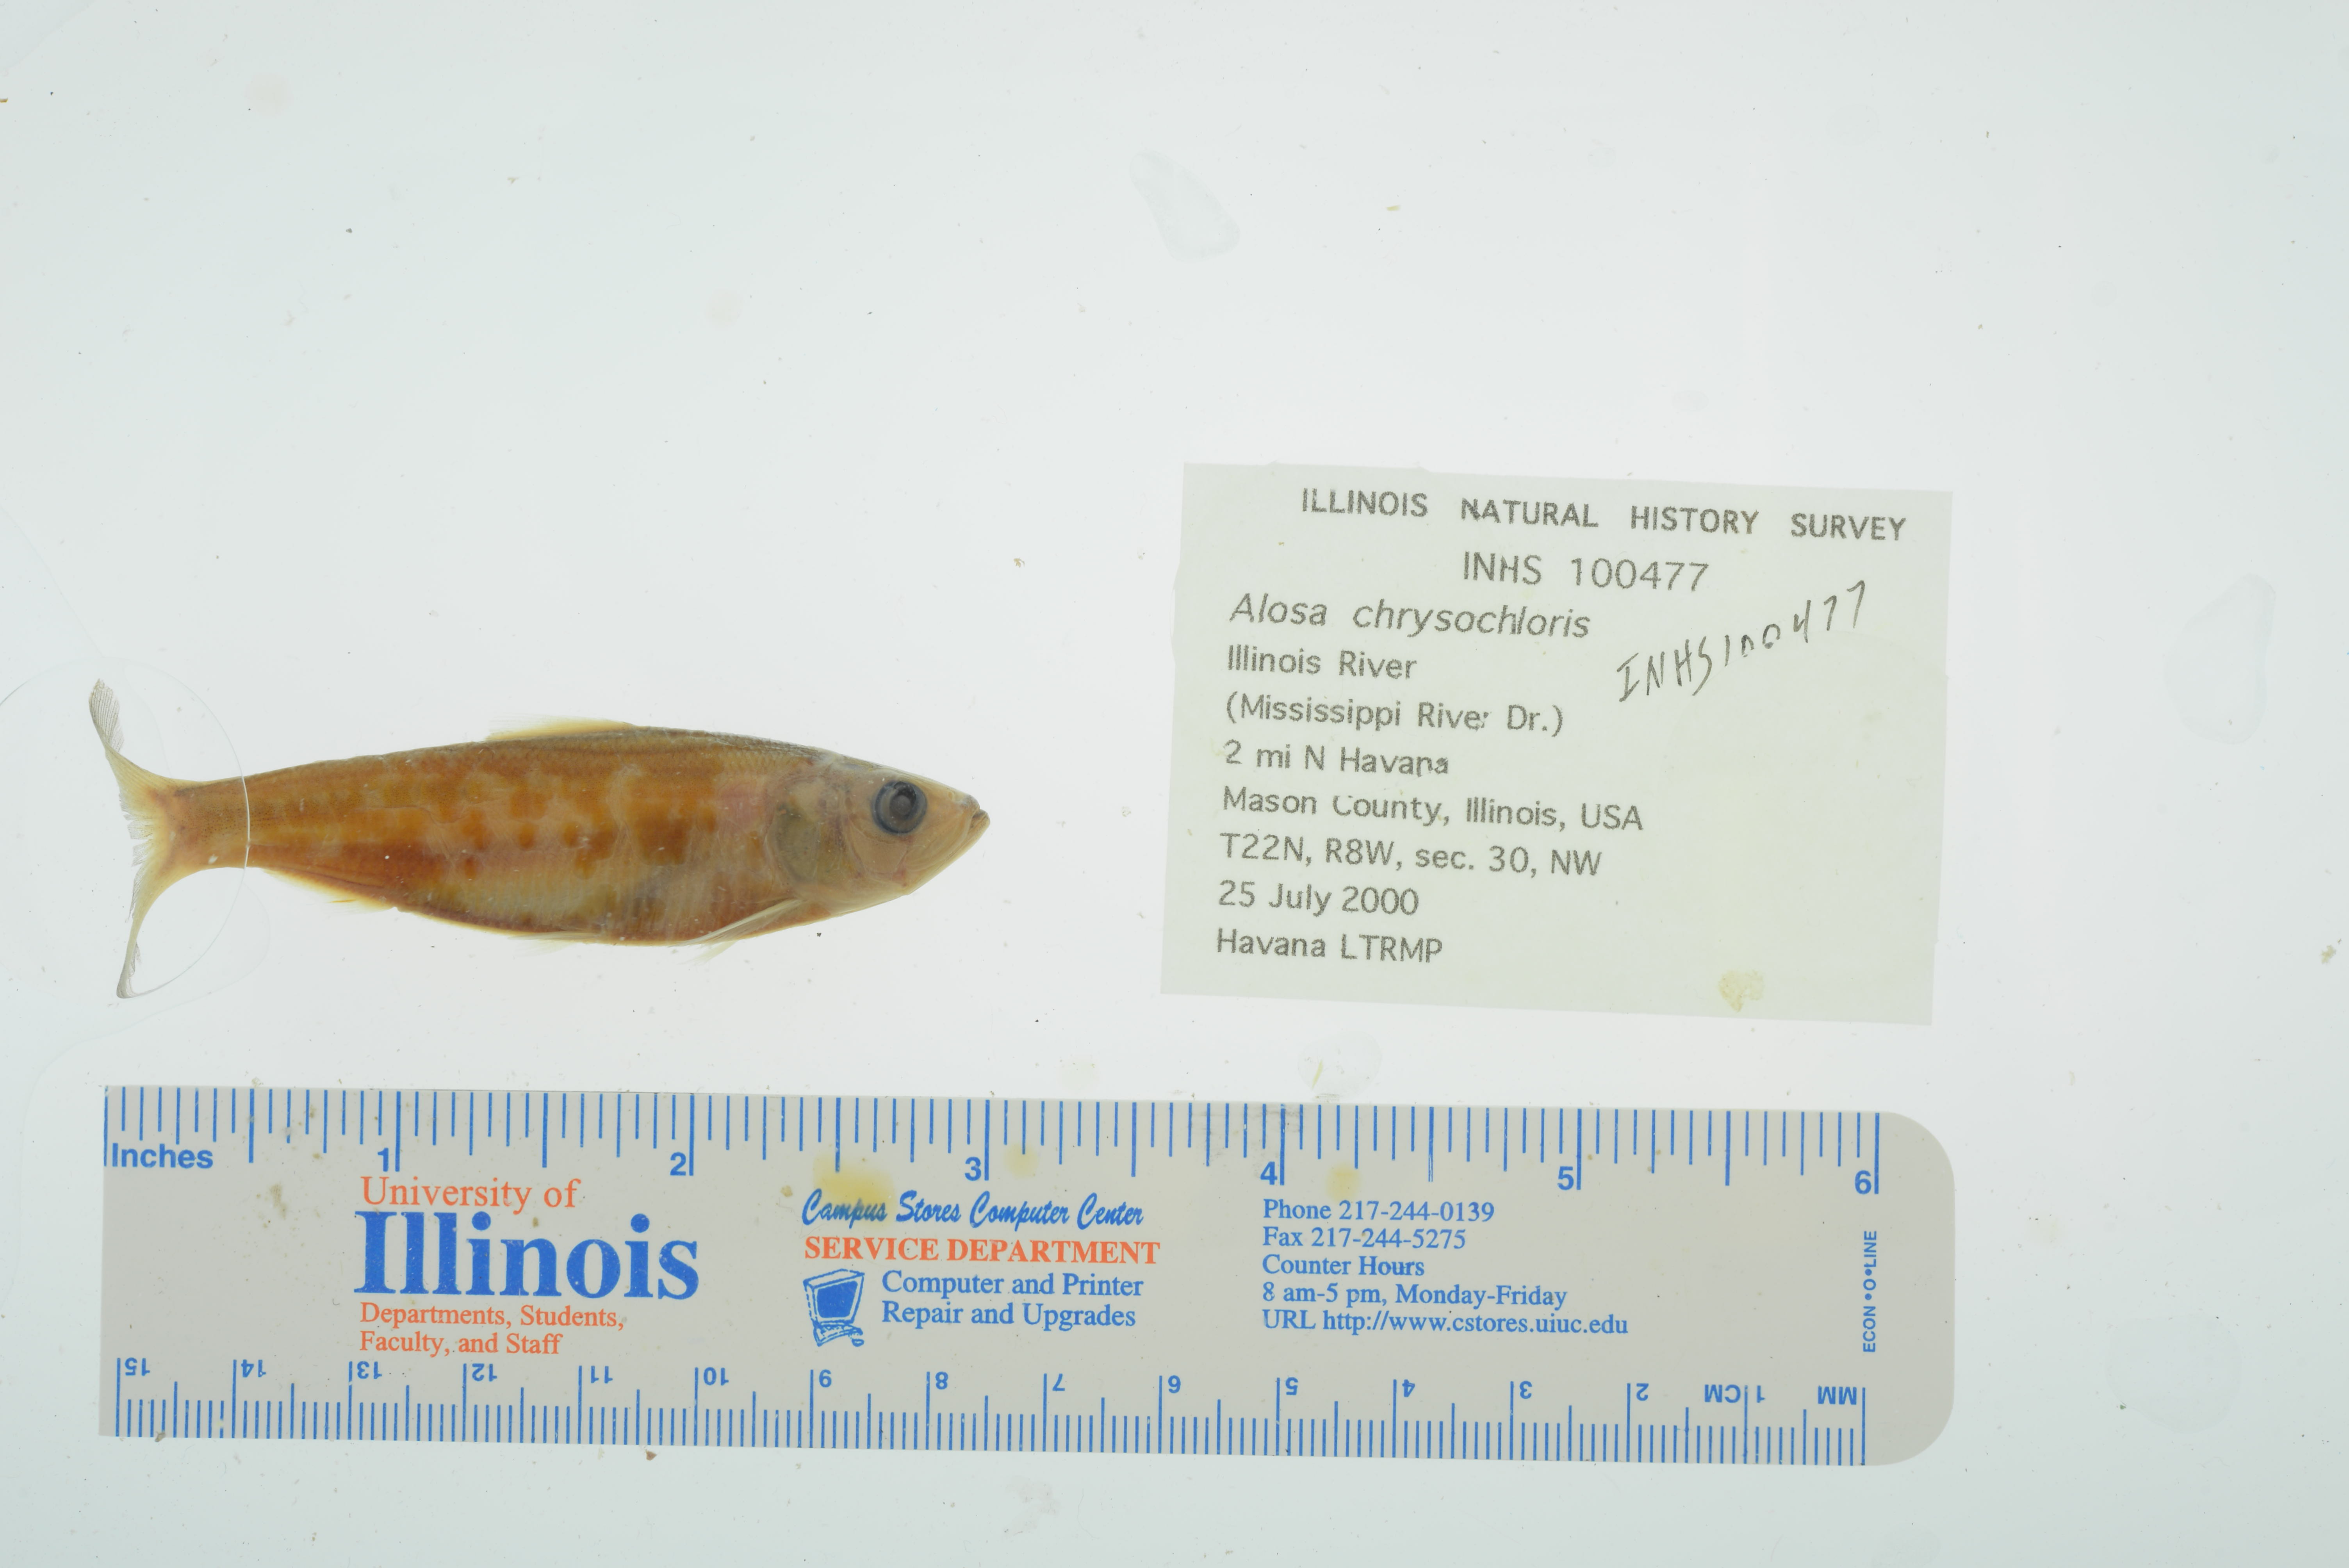 ILLINOIS NATURAL HISTORY SURVEY
INHS 100477
Alosa chrysochloris
INHS100477
Illinois River
(Mississippi River Dr.)
2 mi N Havana
Mason County, Illinois, USA
T22N, R8W, sec. 30, NW
25 July 2000
Havana LTRMP
Inches 1 2 3 4 5 6
University of
Illinois
Departments, Students,
Faculty, and Staff
Campus Stores Computer Center
SERVICE DEPARTMENT
Computer and Printer
Repair and Upgrades
Phone 217-244-0139
Fax 217-244-5275
Counter Hours
8 am-5 pm, Monday-Friday
URL http://www.cstores.uiuc.edu
ECON•O•LINE
MM 1 CM 2 3 4 5 6 7 8 9 10 11 12 13 14 15